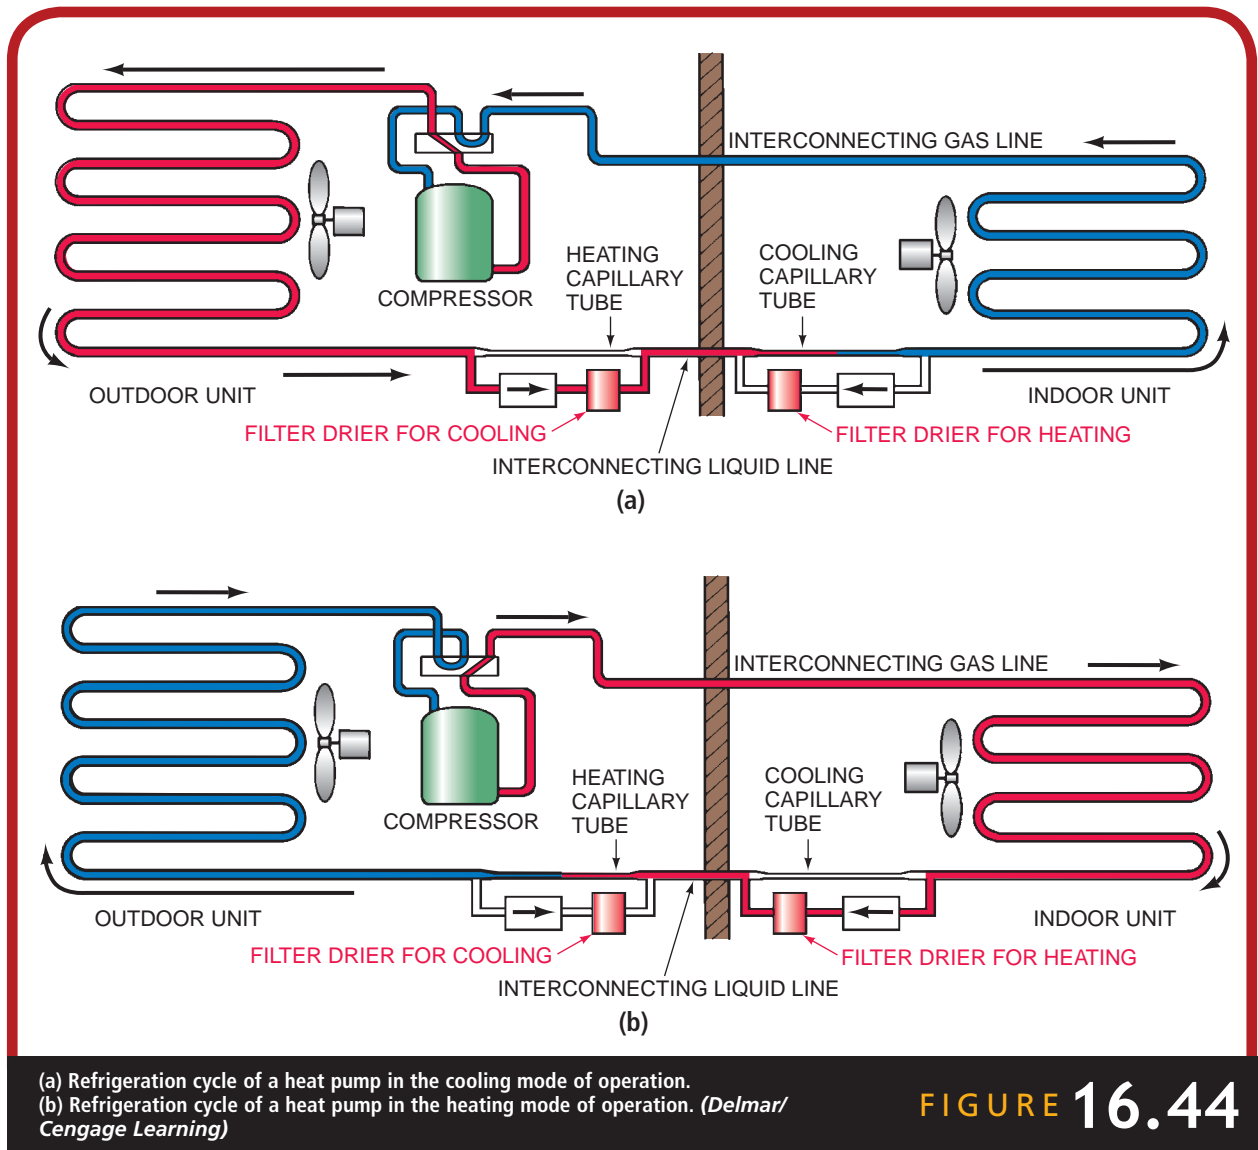 INTERCONNECTING GAS LINE
HEATING
CAPILLARY
TUBE
COOLING
CAPILLARY
TUBE
COMPRESSOR
OUTDOOR UNIT
INDOOR UNIT
FILTER DRIER FOR COOLING
FILTER DRIER FOR HEATING
INTERCONNECTING LIQUID LINE
(a)
INTERCONNECTING GAS LINE
HEATING
CAPILLARY
TUBE
COOLING
CAPILLARY
TUBE
COMPRESSOR
OUTDOOR UNIT
INDOOR UNIT
FILTER DRIER FOR COOLING
FILTER DRIER FOR HEATING
INTERCONNECTING LIQUID LINE
(b)
(a) Refrigeration cycle of a heat pump in the cooling mode of operation.
(b) Refrigeration cycle of a heat pump in the heating mode of operation. (Delmar/
Cengage Learning)
FIGURE 16.44